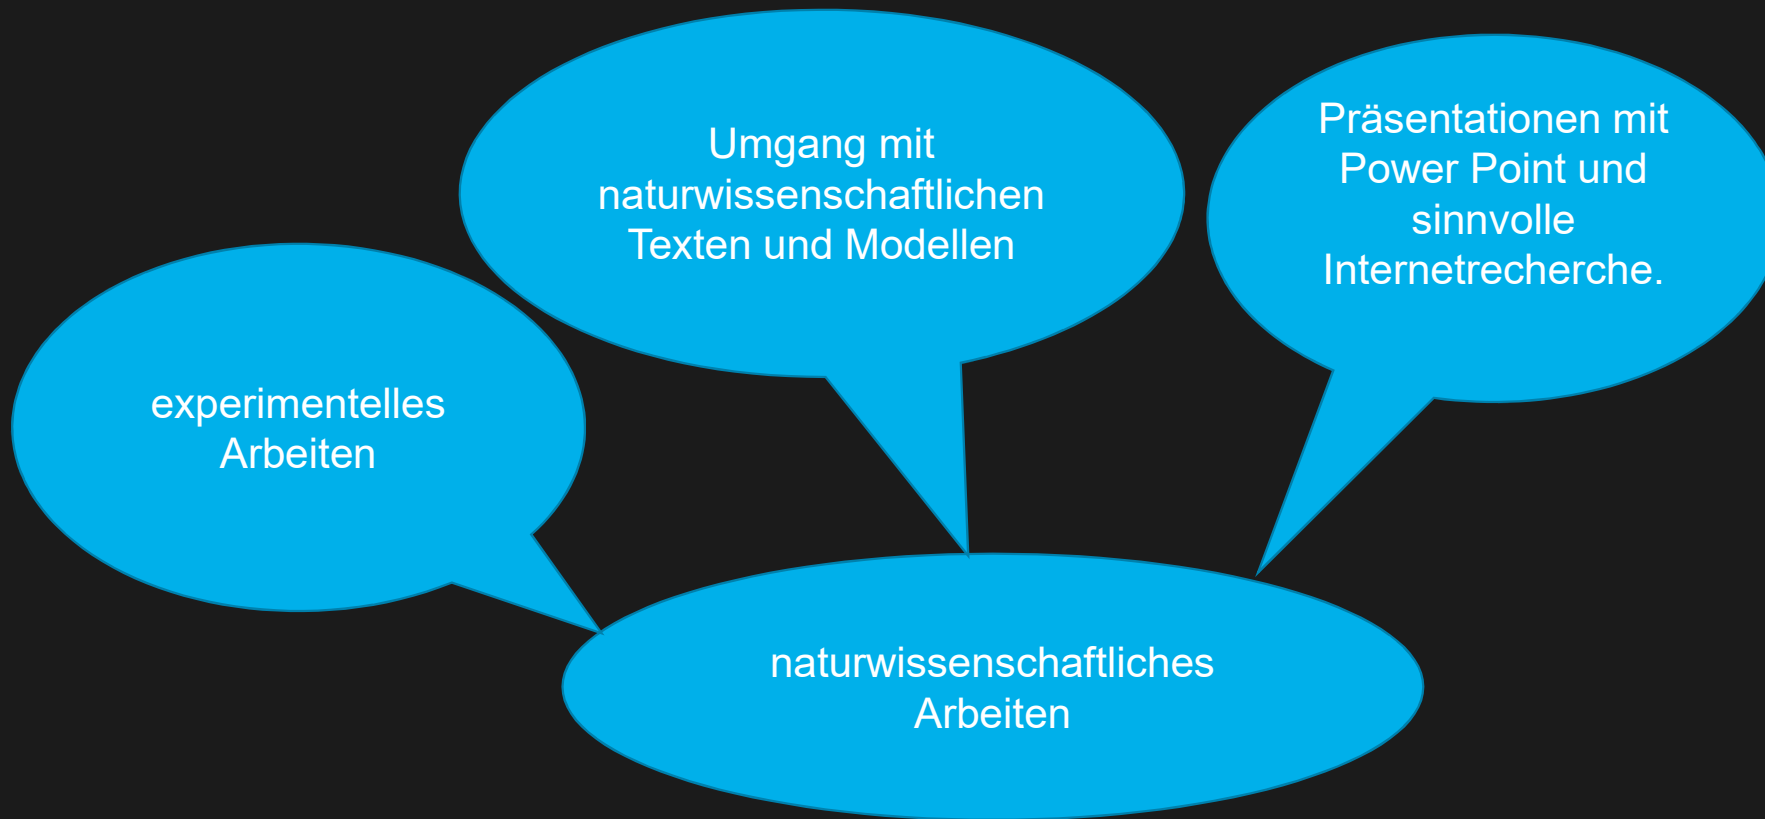 experimentelles
Arbeiten
Umgang mit
naturwissenschaftlichen
Texten und Modellen
Präsentationen mit
Power Point und
sinnvolle
Internetrecherche.
naturwissenschaftliches
Arbeiten